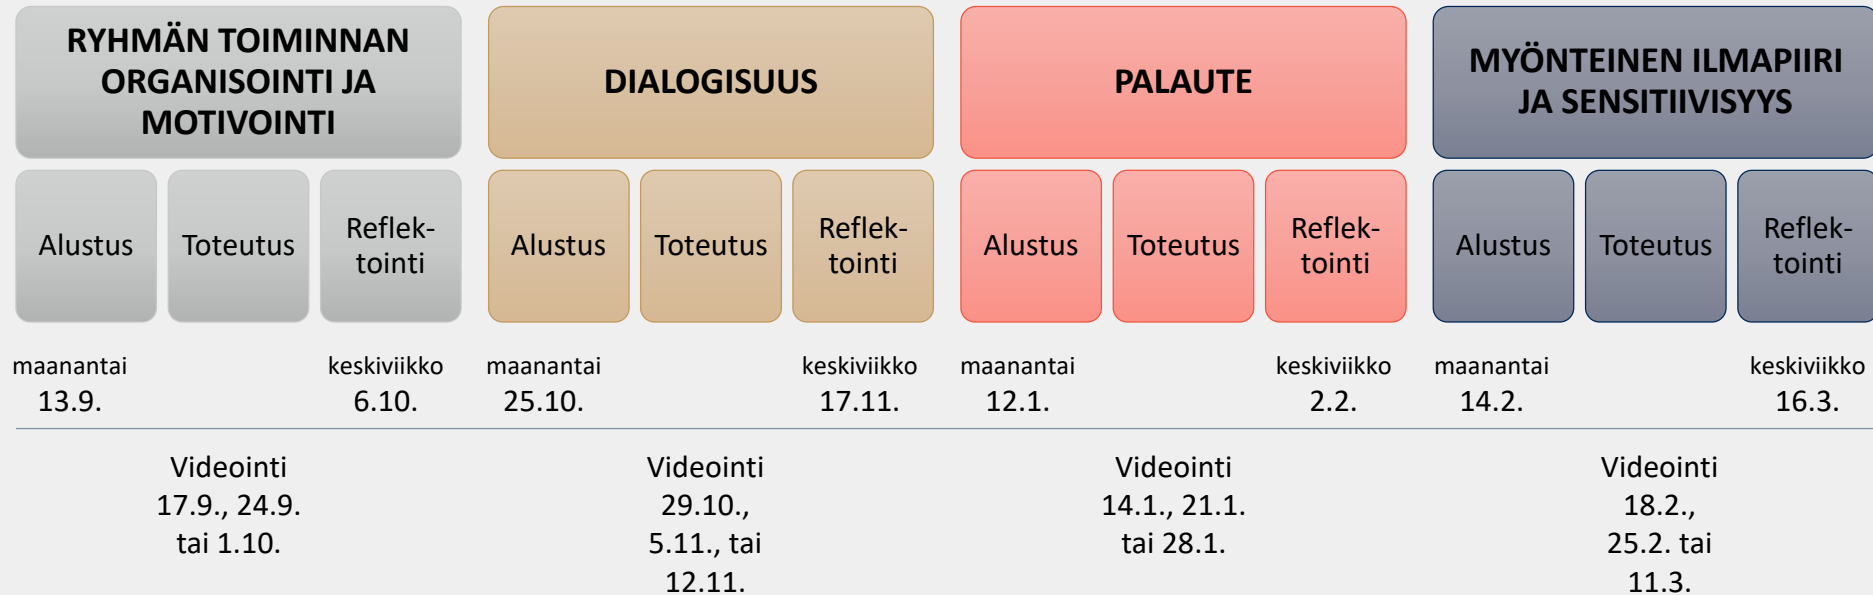 RYHMÄN TOIMINNAN
ORGANISOINTI JA
MOTIVOINTI
Alustus
Toteutus
Reflek-
tointi
maanantai
13.9.
keskiviikko
6.10.
Videointi
17.9., 24.9.
tai 1.10.
DIALOGISUUS
Alustus
Toteutus
Reflek-
tointi
maanantai
25.10.
keskiviikko
17.11.
Videointi
29.10.,
5.11., tai
12.11.
PALAUTE
Alustus
Toteutus
Reflek-
tointi
maanantai
12.1.
keskiviikko
2.2.
Videointi
14.1., 21.1.
tai 28.1.
MYÖNTEINEN ILMAPIIRI
JA SENSITIIVISYYS
Alustus
Toteutus
Reflek-
tointi
maanantai
14.2.
keskiviikko
16.3.
Videointi
18.2.,
25.2. tai
11.3.